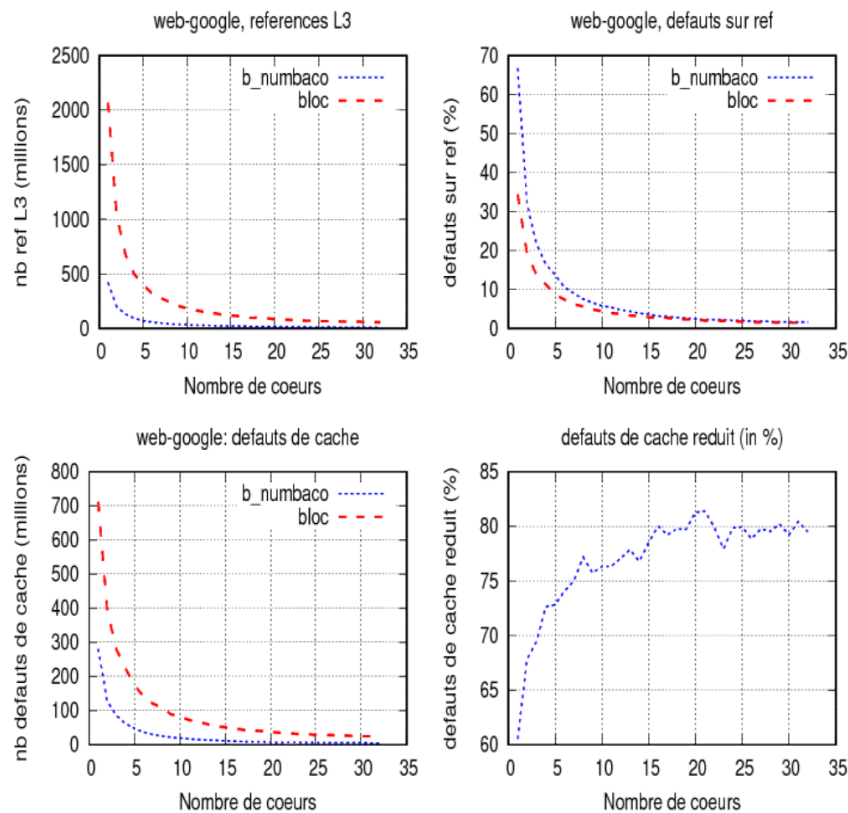 web-google, references L3
nb ref L3 (millions)
2500
2000
1500
1000
500
0
b_numbaco
bloc
0 5 10 15 20 25 30 35
Nombre de coeurs
web-google, defauts sur ref
defauts sur ref (%)
70
60
50
40
30
20
10
0
b_numbaco
bloc
0 5 10 15 20 25 30 35
Nombre de coeurs
web-google: defauts de cache
nb defauts de cache (millions)
800
700
600
500
400
300
200
100
0
b_numbaco
bloc
0 5 10 15 20 25 30 35
Nombre de coeurs
defauts de cache reduit (in %)
defauts de cache reduit (%)
85
80
75
70
65
60
0 5 10 15 20 25 30 35
Nombre de coeurs